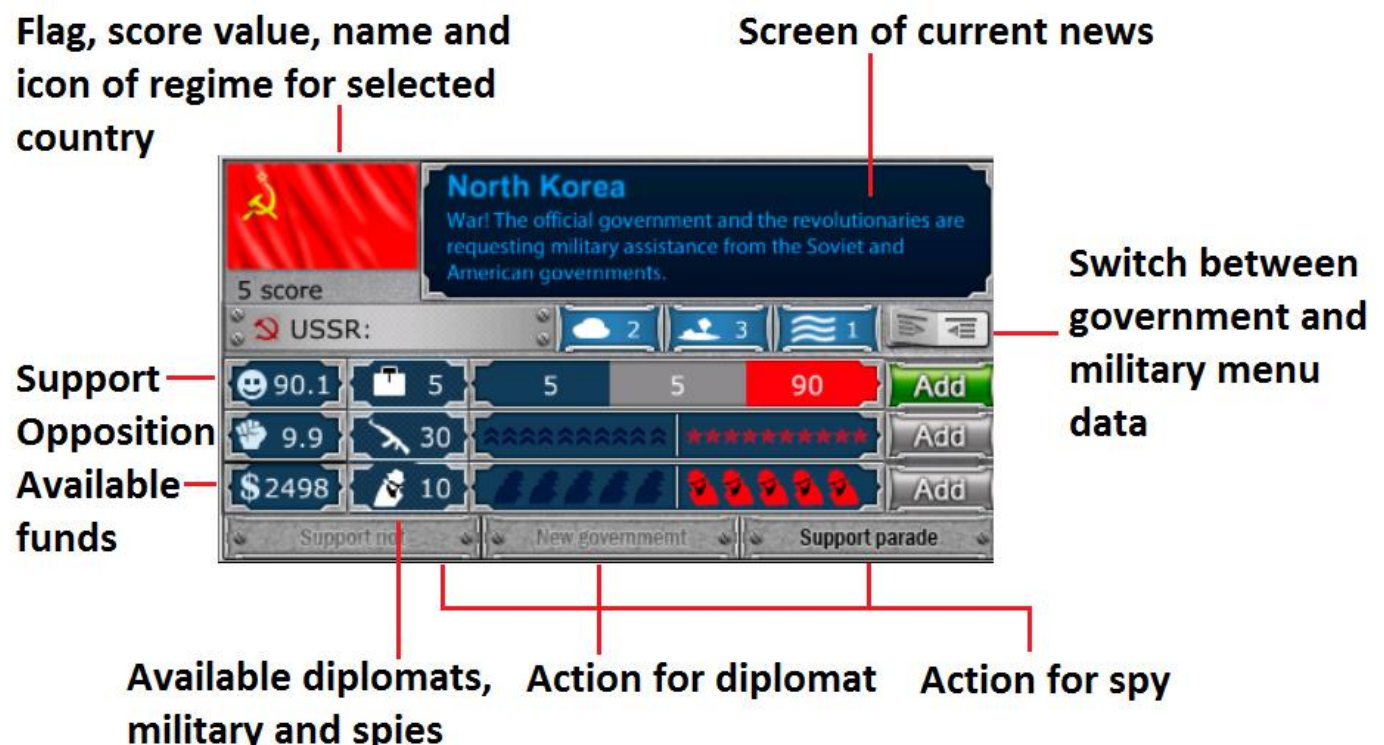 Flag, score value, name and
icon of regime for selected
country
Screen of current news
North Korea
War! The official government and the revolutionaries are
requesting military assistance from the Soviet and
American governments.
5 score
USSR:
2
3
1
Switch between
government and
military menu
data
Support
90.1
5
5
5
90
Add
Opposition
9.9
30
Add
Available
funds
$2498
10
Add
Support riot
New governmemt
Support parade
Available diplomats,
military and spies
Action for diplomat
Action for spy